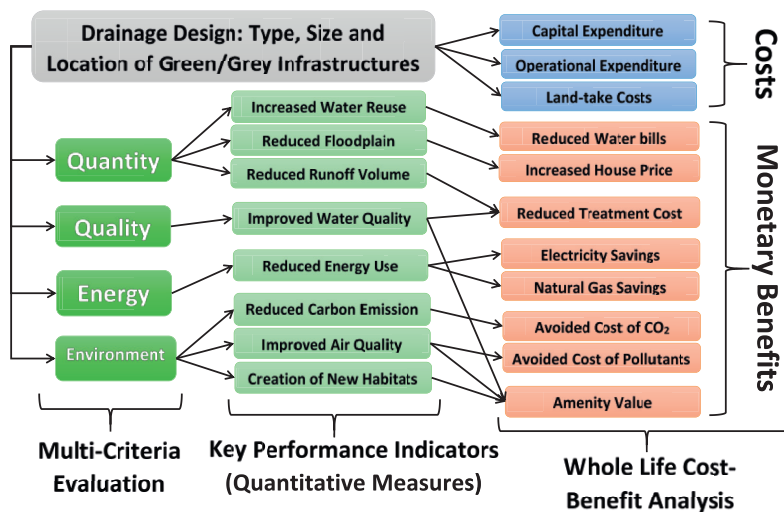 Drainage Design: Type, Size and
Location of Green/Grey Infrastructures
Capital Expenditure
Operational Expenditure
Land-take Costs
Costs
Quantity
Quality
Energy
Environment
Increased Water Reuse
Reduced Floodplain
Reduced Runoff Volume
Improved Water Quality
Reduced Energy Use
Reduced Carbon Emission
Improved Air Quality
Creation of New Habitats
Reduced Water bills
Increased House Price
Reduced Treatment Cost
Electricity Savings
Natural Gas Savings
Avoided Cost of CO₂
Avoided Cost of Pollutants
Amenity Value
Monetary Benefits
Multi-Criteria
Evaluation
Key Performance Indicators
(Quantitative Measures)
Whole Life Cost-
Benefit Analysis